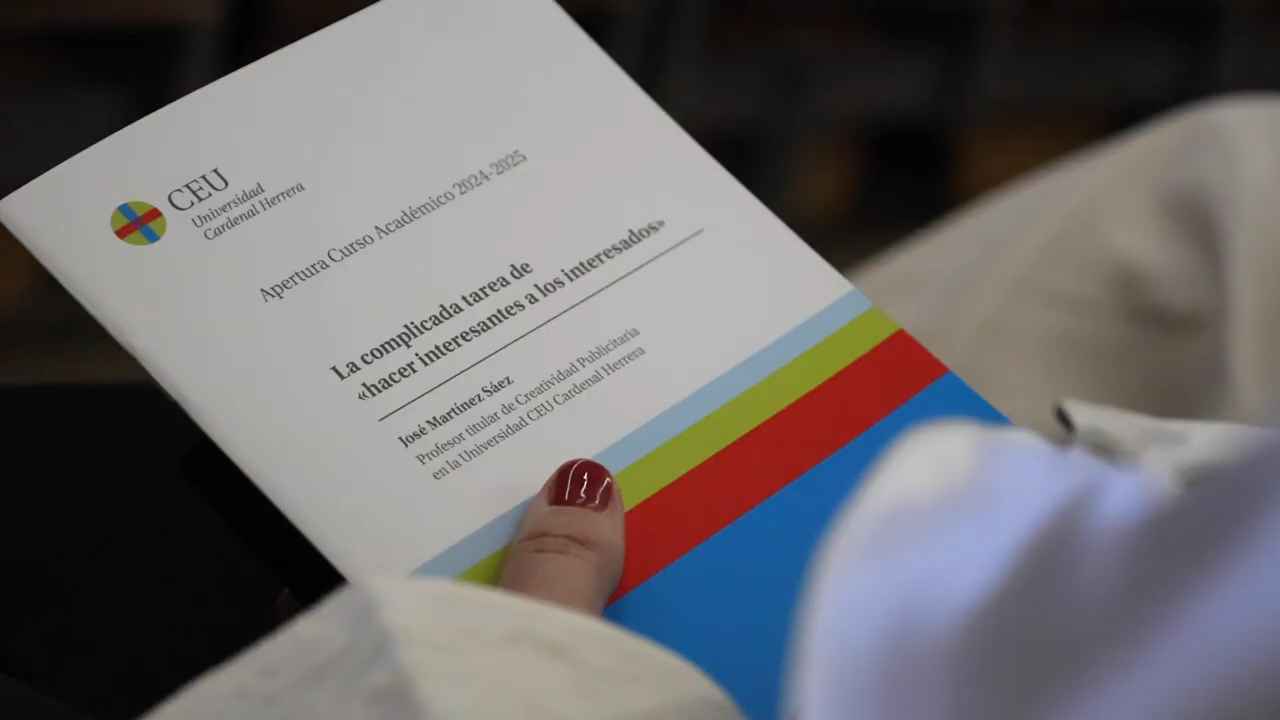 CEU
Universidad
Cardenal Herrera
Apertura Curso Académico 2024-2025
La complicada tarea de
«hacer interesantes a los interesados»
José Martínez Sáez
Profesor titular de Creatividad Publicitaria
en la Universidad CEU Cardenal Herrera